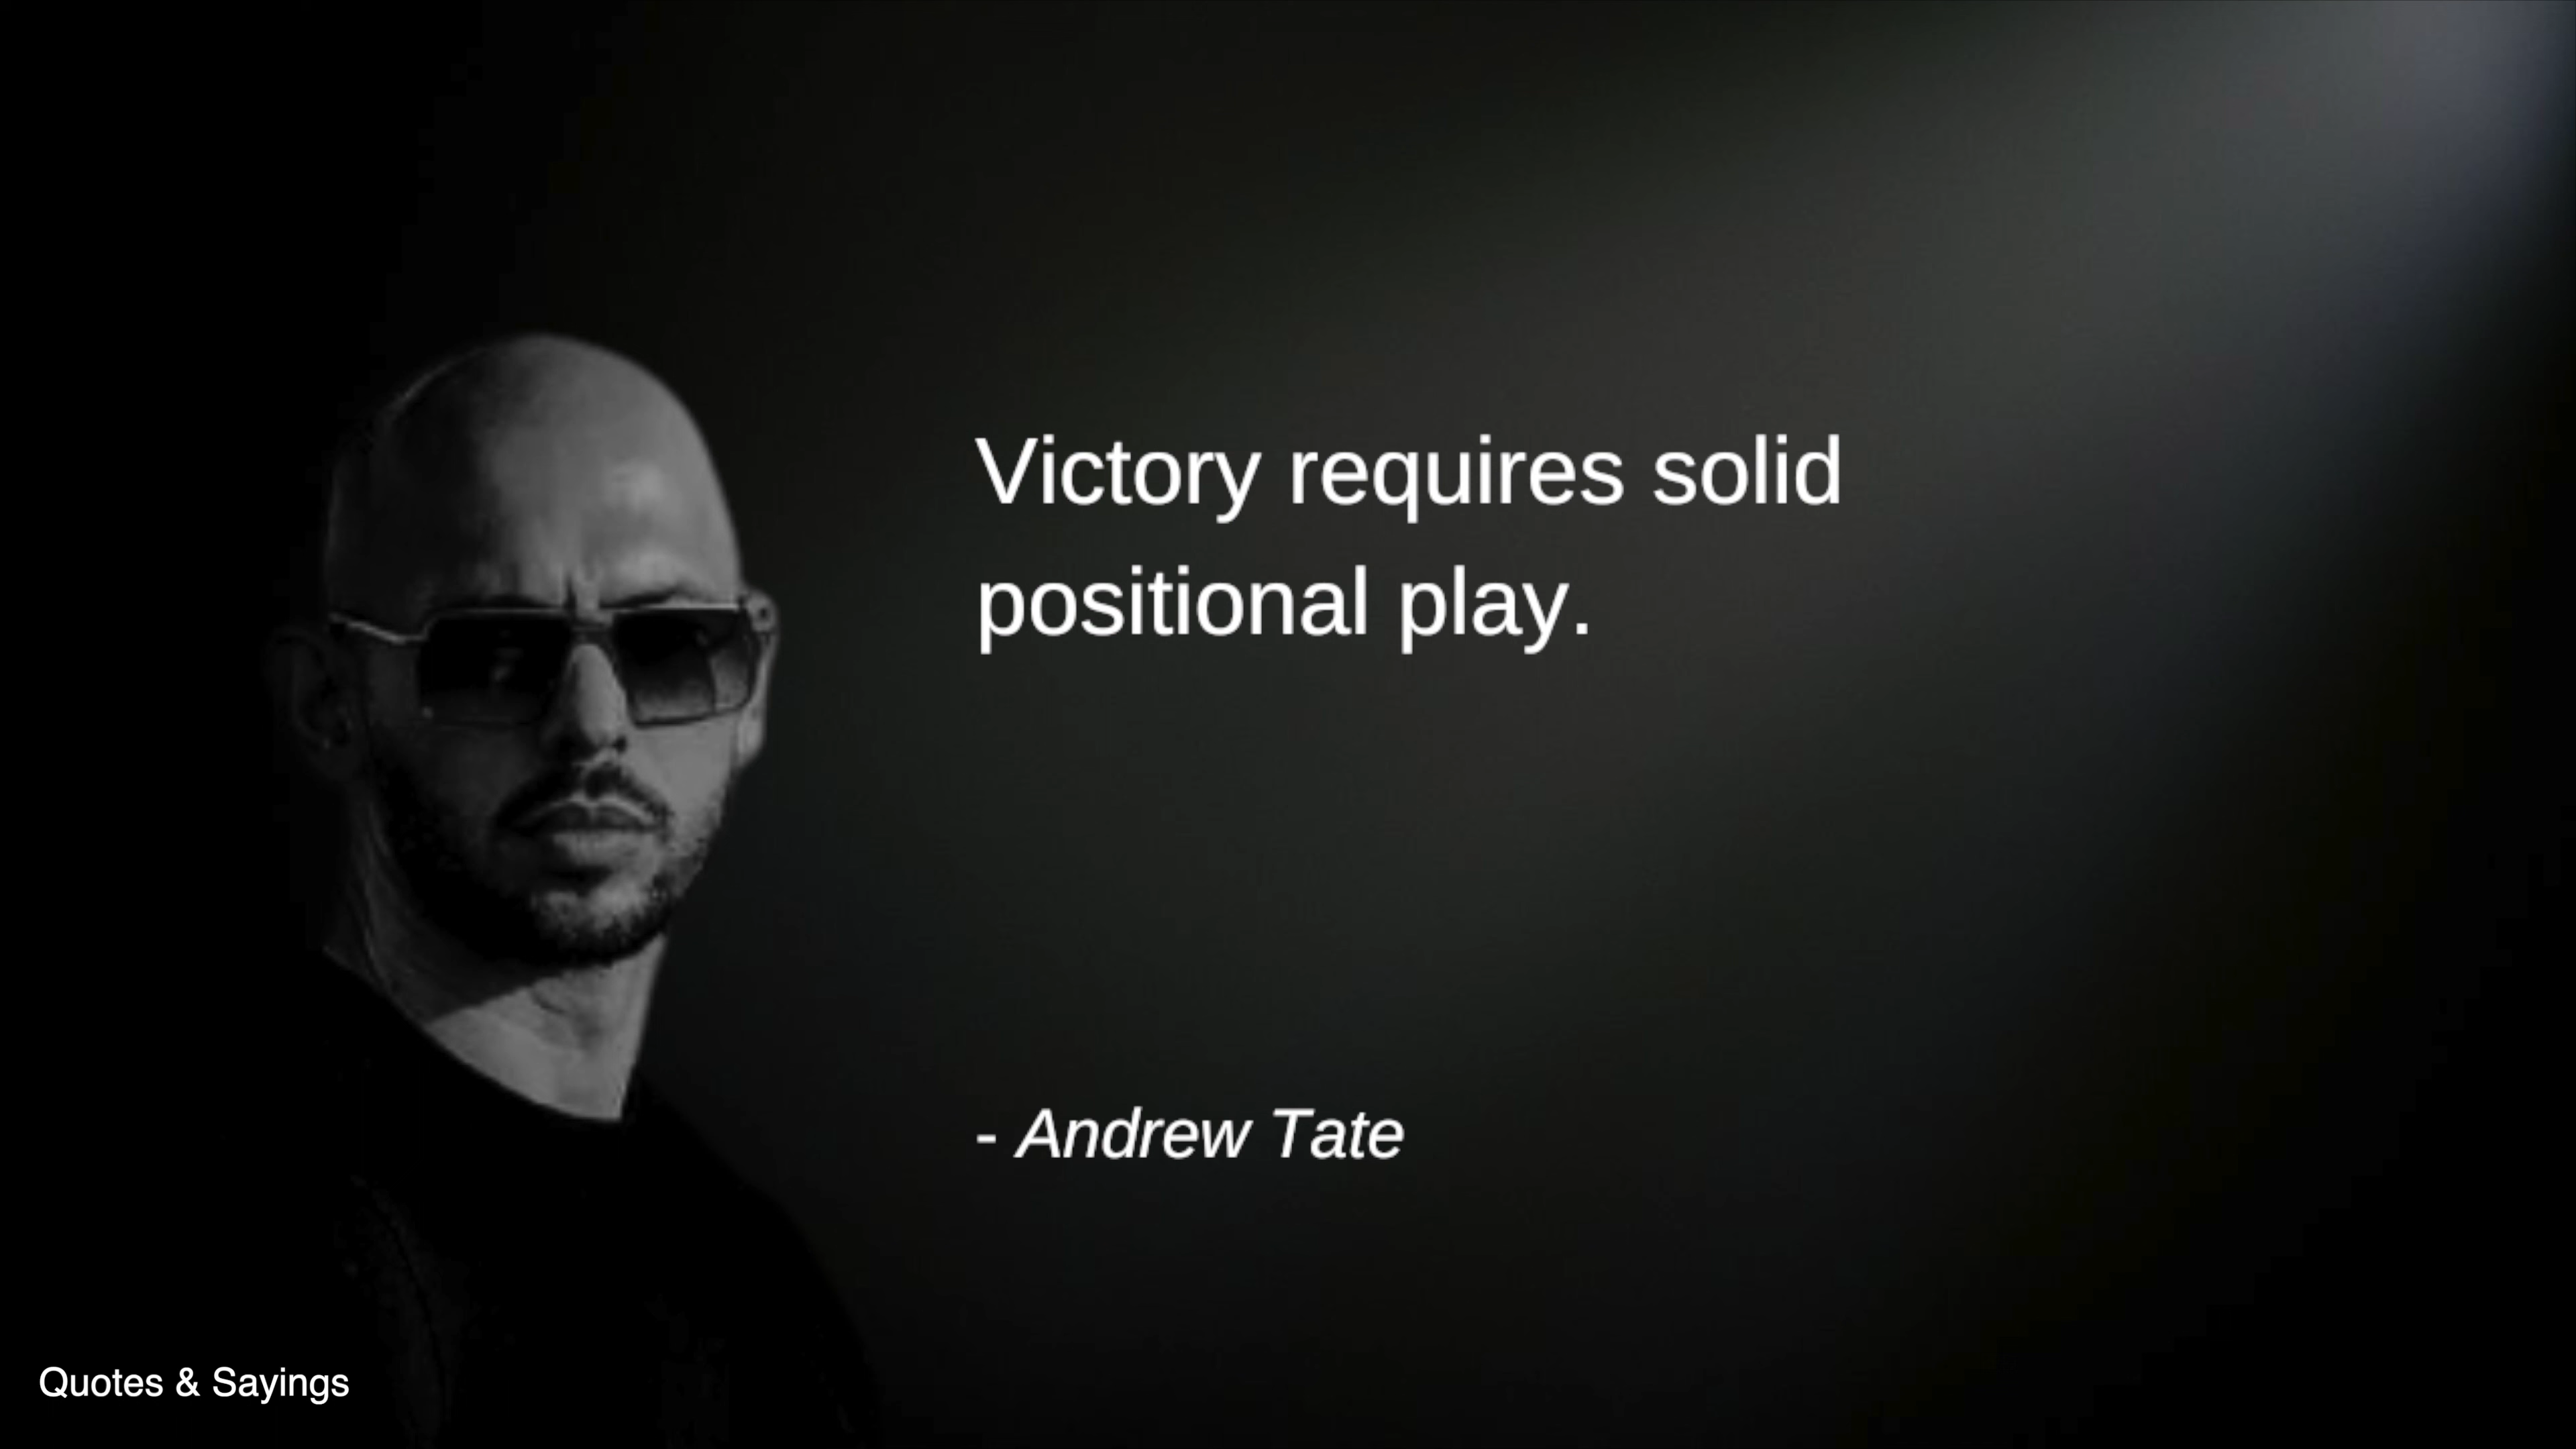 Victory requires solid
positional play.
- Andrew Tate
Quotes & Sayings